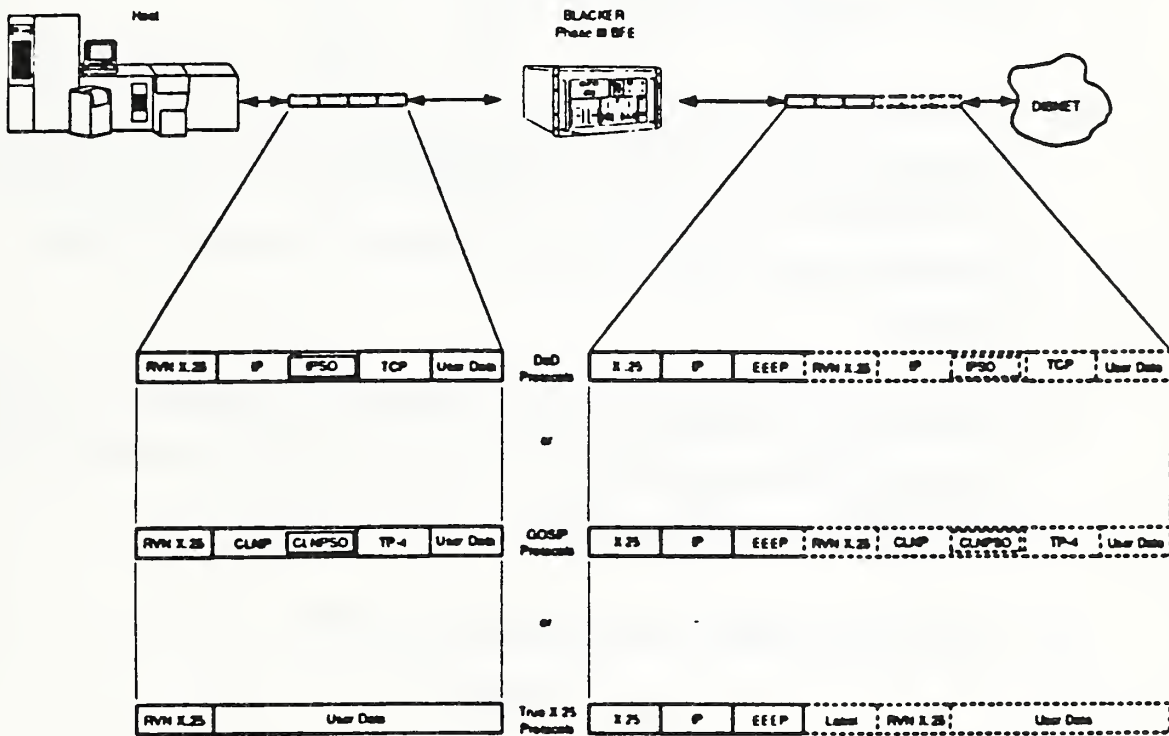 Host
BLACKER
Phase III BFE
DISNET
RVN X.25 IP IPSO TCP User Data
DoD
Protocols
X.25 IP EEEP RVN X.25 IP IPSO TCP User Data
or
RVN X.25 CLNP CLNPSO TP-4 User Data
GOSIP
Protocols
X.25 IP EEEP RVN X.25 CLNP CLNPSO TP-4 User Data
or
RVN X.25 User Data
True X.25
Protocols
X.25 IP EEEP Label RVN X.25 User Data